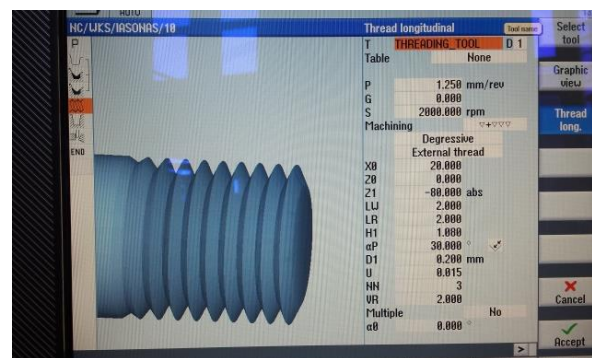 AUTO
NC/WKS/IASONAS/10
Thread longitudinal
Tool name
Select tool
T THREADING_TOOL D 1
Table None
Graphic view
P 1.250 mm/rev
G 0.000
S 2000.000 rpm
Thread long.
Machining ▽+▽▽▽
Degressive
External thread
X0 20.000
Z0 0.000
Z1 -80.000 abs
LW 2.000
LR 2.000
H1 1.080
αP 30.000 °
D1 0.200 mm
U 0.015
NN 3
VR 2.000
Multiple No
α0 0.000 °
P
END
Cancel
Accept